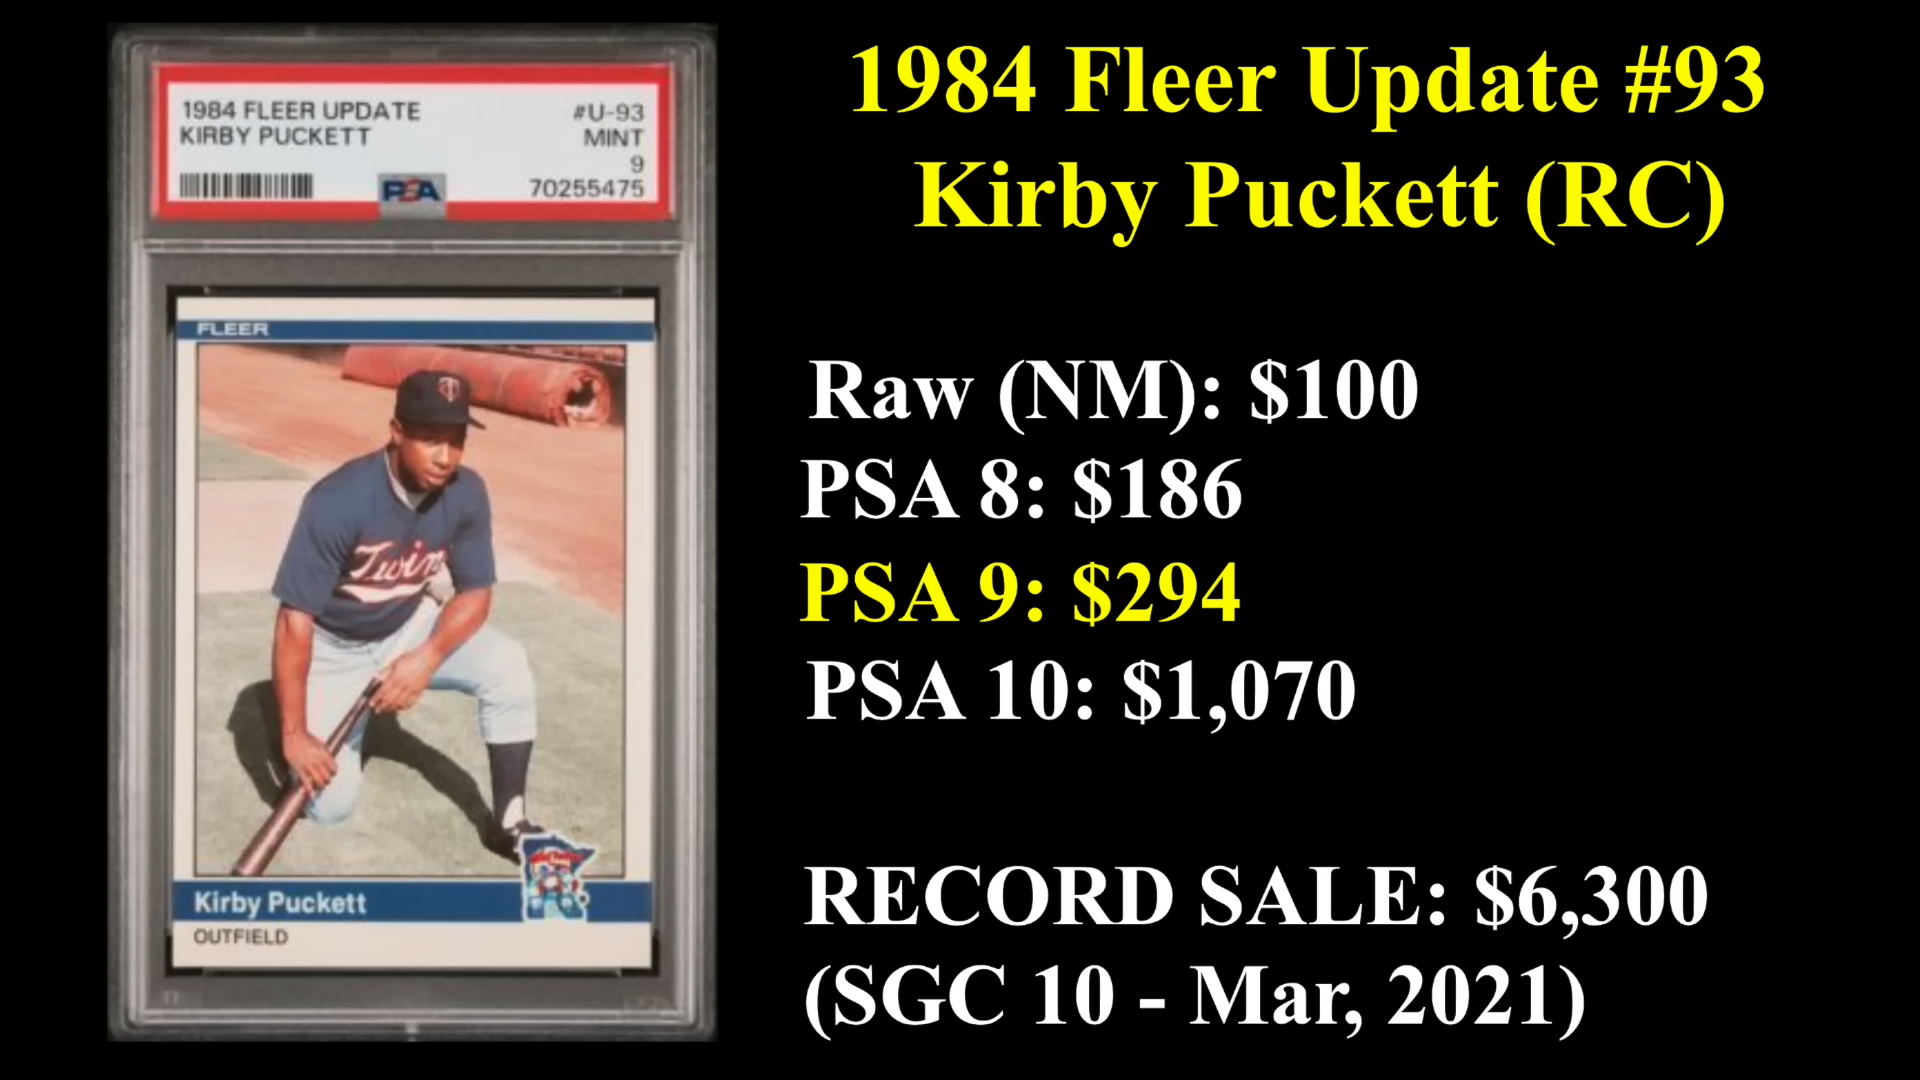 1984 FLEER UPDATE #U-93
KIRBY PUCKETT MINT
9
PSA 70255475
FLEER
Twins
Kirby Puckett
OUTFIELD
1984 Fleer Update #93
Kirby Puckett (RC)
Raw (NM): $100
PSA 8: $186
PSA 9: $294
PSA 10: $1,070
RECORD SALE: $6,300
(SGC 10 - Mar, 2021)